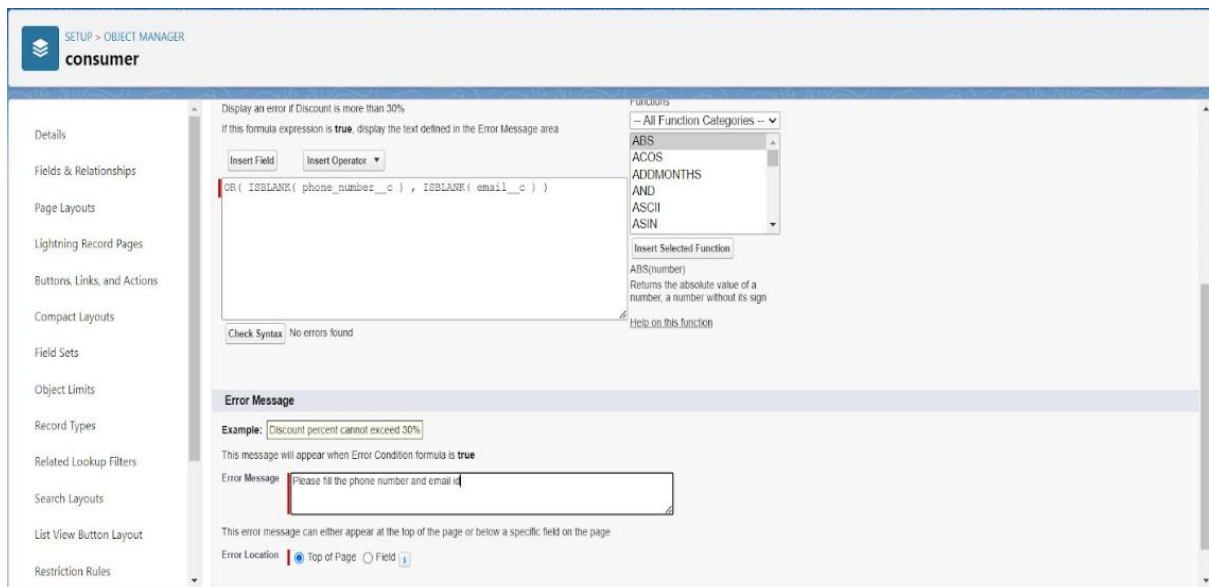 SETUP > OBJECT MANAGER
consumer
Details
Fields & Relationships
Page Layouts
Lightning Record Pages
Buttons, Links, and Actions
Compact Layouts
Field Sets
Object Limits
Record Types
Related Lookup Filters
Search Layouts
List View Button Layout
Restriction Rules
Display an error if Discount is more than 30%
If this formula expression is true, display the text defined in the Error Message area
Insert Field Insert Operator ▼
OR( ISBLANK( phone_number__c ) , ISBLANK( email__c ) )
Functions
-- All Function Categories --
ABS
ACOS
ADDMONTHS
AND
ASCII
ASIN
Insert Selected Function
ABS(number)
Returns the absolute value of a
number, a number without its sign
Help on this function
Check Syntax No errors found
Error Message
Example: Discount percent cannot exceed 30%
This message will appear when Error Condition formula is true
Error Message Please fill the phone number and email id
This error message can either appear at the top of the page or below a specific field on the page
Error Location Top of Page Field i